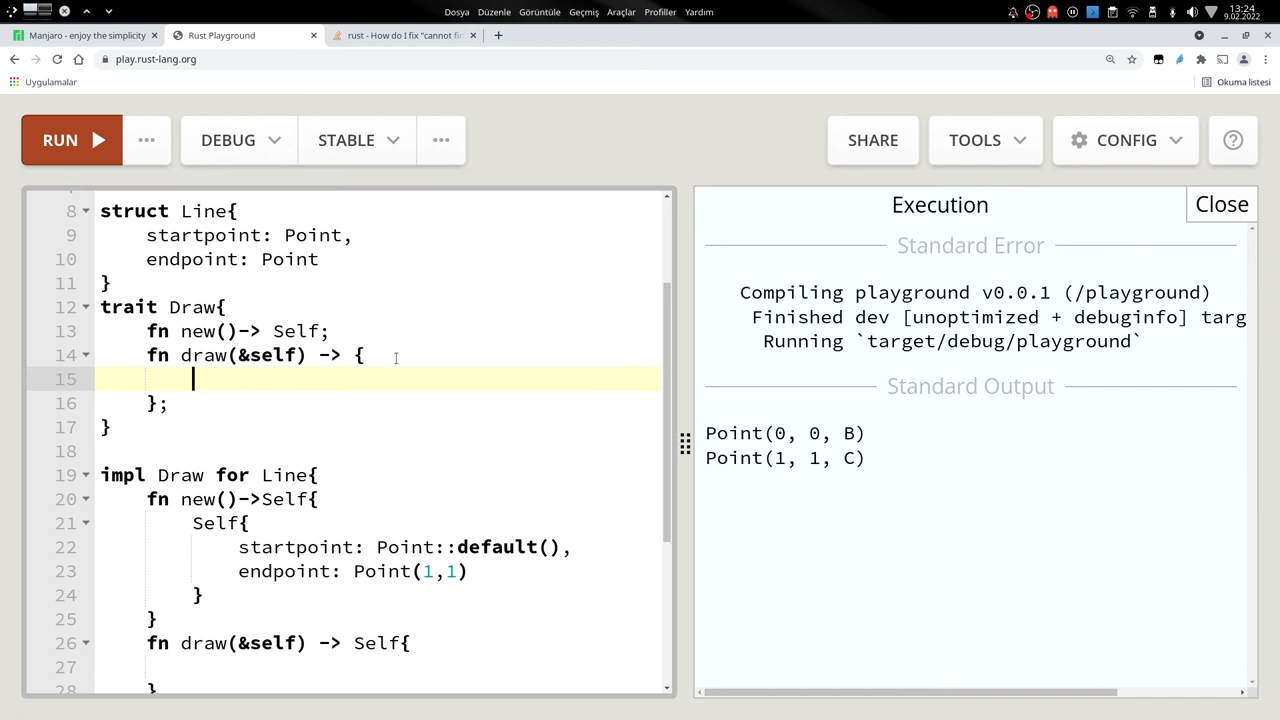 Dosya Düzenle Görüntüle Geçmiş Araçlar Profiller Yardım
13:24
9.02.2022
Manjaro - enjoy the simplicity
Rust Playground
rust - How do I fix "cannot fi
play.rust-lang.org
Uygulamalar
Okuma listesi
RUN
DEBUG
STABLE
SHARE
TOOLS
CONFIG
8 struct Line{
9 startpoint: Point,
10 endpoint: Point
11 }
12 trait Draw{
13 fn new()-> Self;
14 fn draw(&self) -> {
15
16 };
17 }
18
19 impl Draw for Line{
20 fn new()->Self{
21 Self{
22 startpoint: Point::default(),
23 endpoint: Point(1,1)
24 }
25 }
26 fn draw(&self) -> Self{
27
28 }
Execution
Close
Standard Error
Compiling playground v0.0.1 (/playground)
Finished dev [unoptimized + debuginfo] targ
Running `target/debug/playground`
Standard Output
Point(0, 0, B)
Point(1, 1, C)